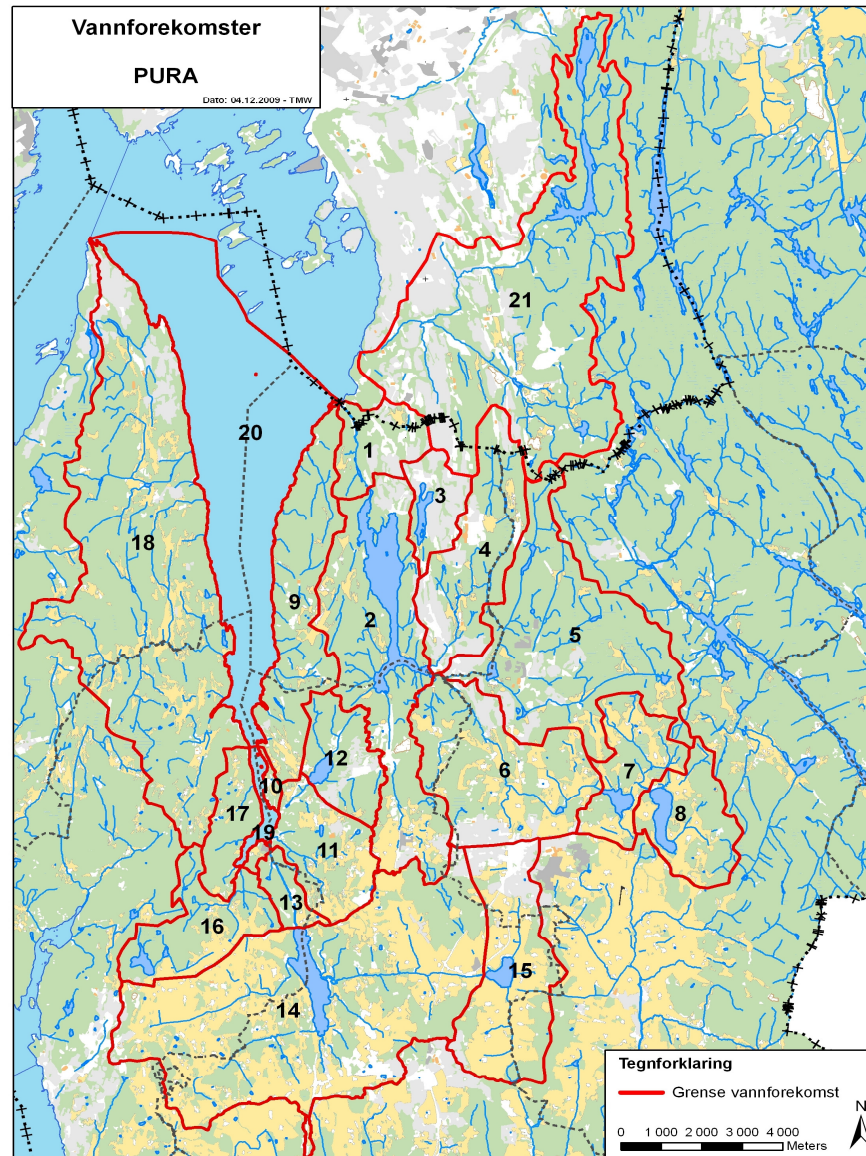 Vannforekomster
PURA
Dato: 04.12.2009 - TMW
21
20
1
3
18
4
9
2
5
12
6
7
10
8
17
19
11
13
16
15
14
Tegnforklaring
Grense vannforekomst
N
0 1 000 2 000 3 000 4 000
Meters